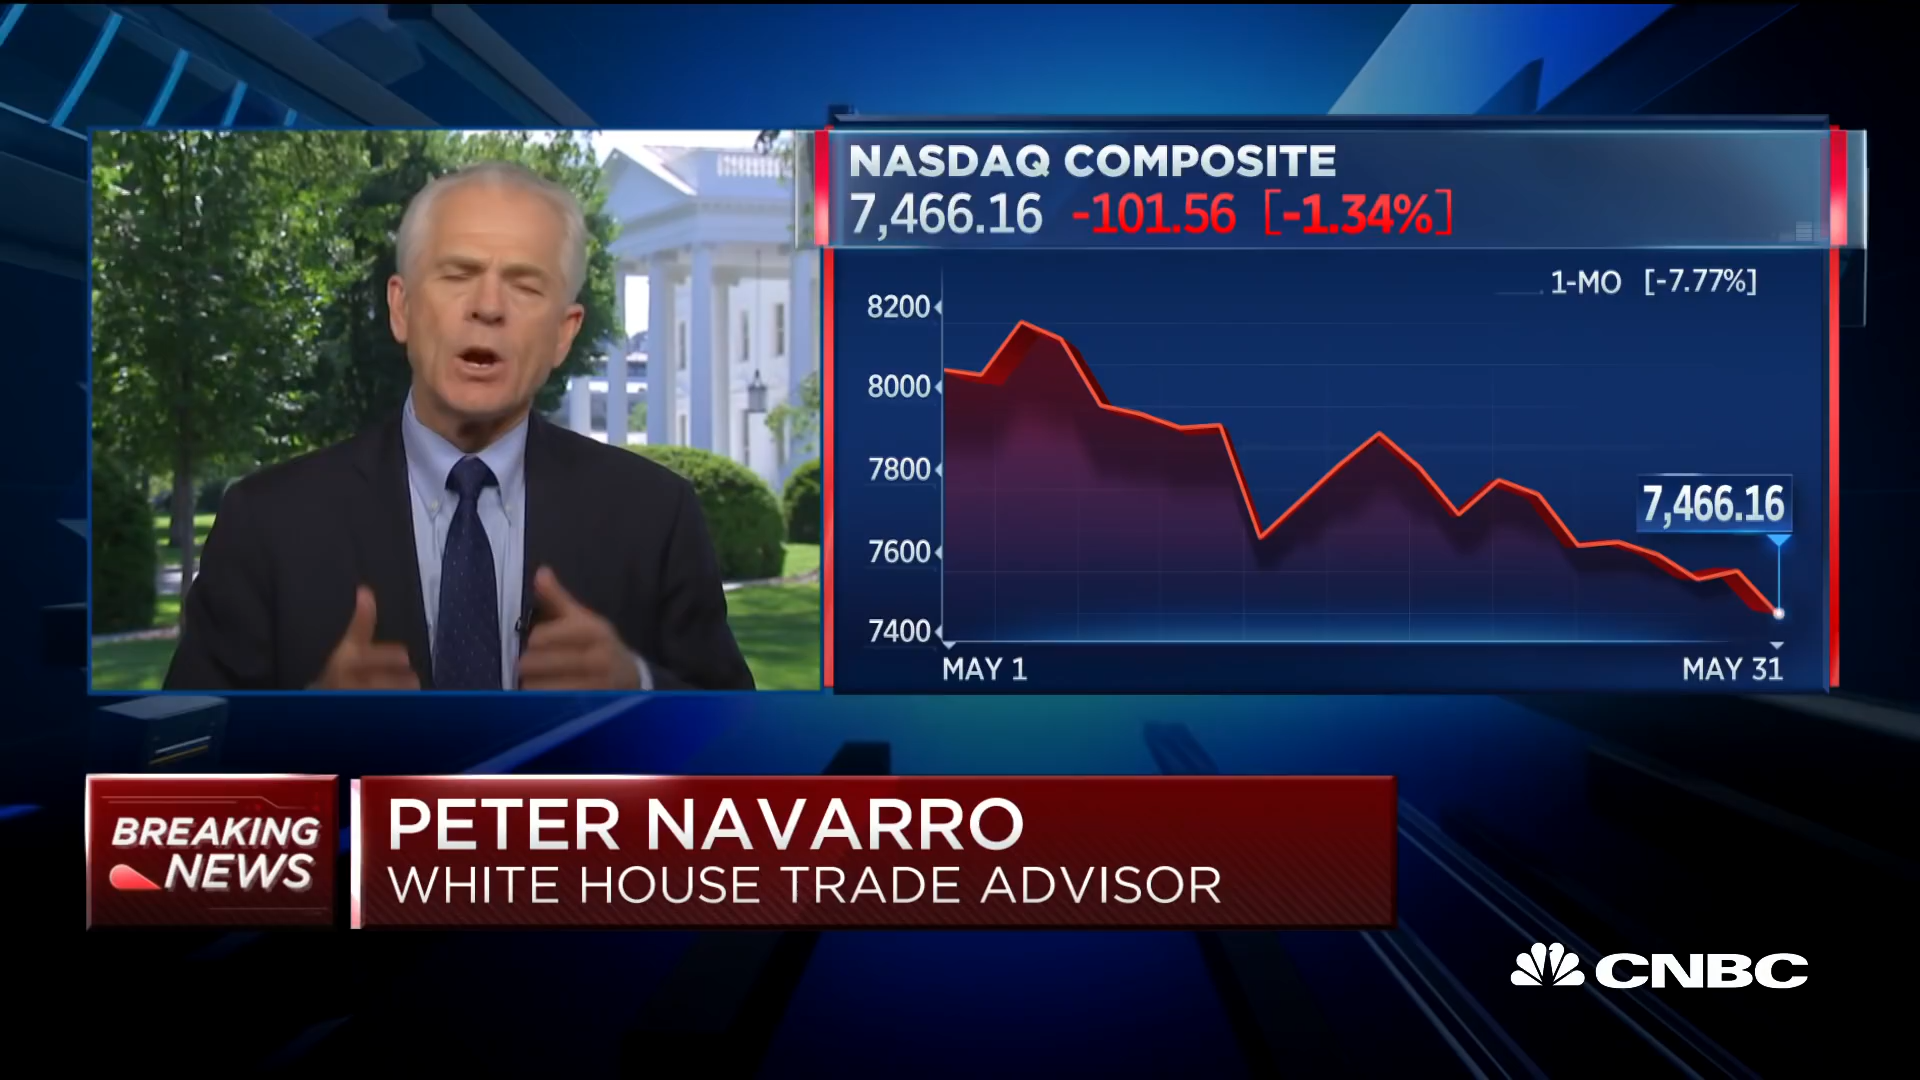 NASDAQ COMPOSITE
7,466.16 -101.56 [-1.34%]
1-MO [-7.77%]
8200
8000
7800
7600
7400
7,466.16
MAY 1
MAY 31
BREAKING
NEWS
PETER NAVARRO
WHITE HOUSE TRADE ADVISOR
CNBC